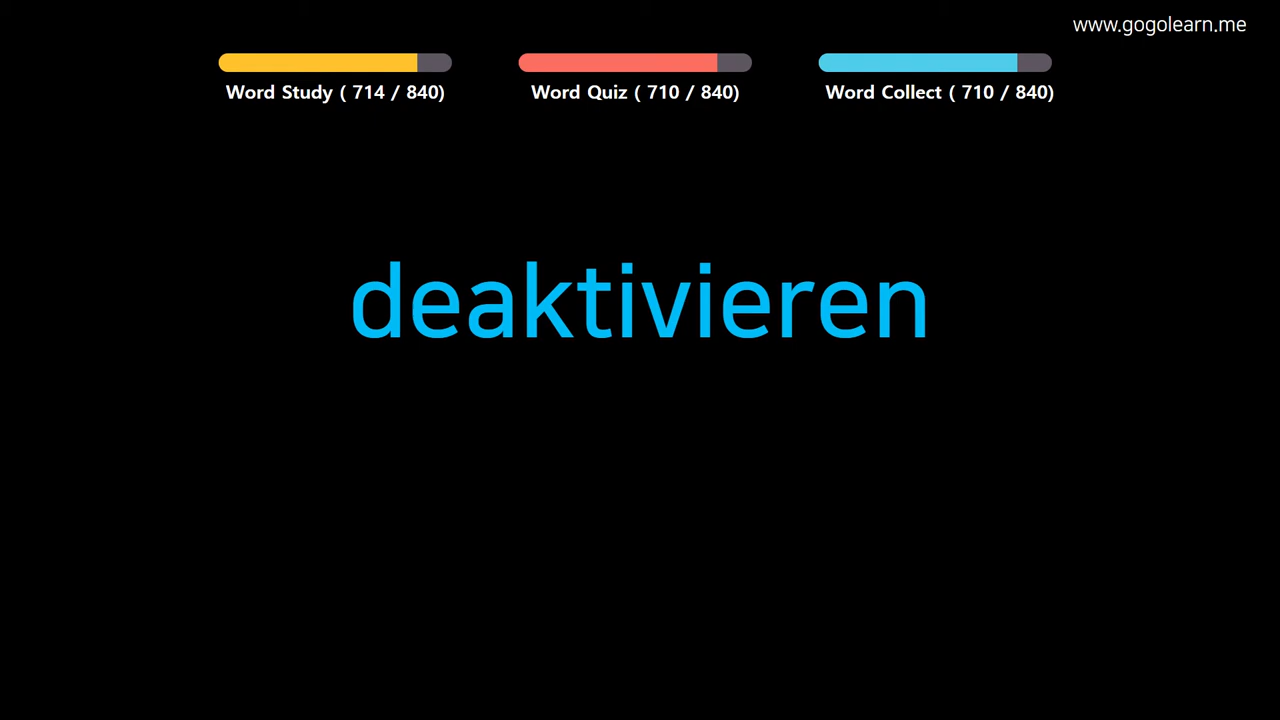 www.gogolearn.me
Word Study ( 714 / 840)
Word Quiz ( 710 / 840)
Word Collect ( 710 / 840)
deaktivieren